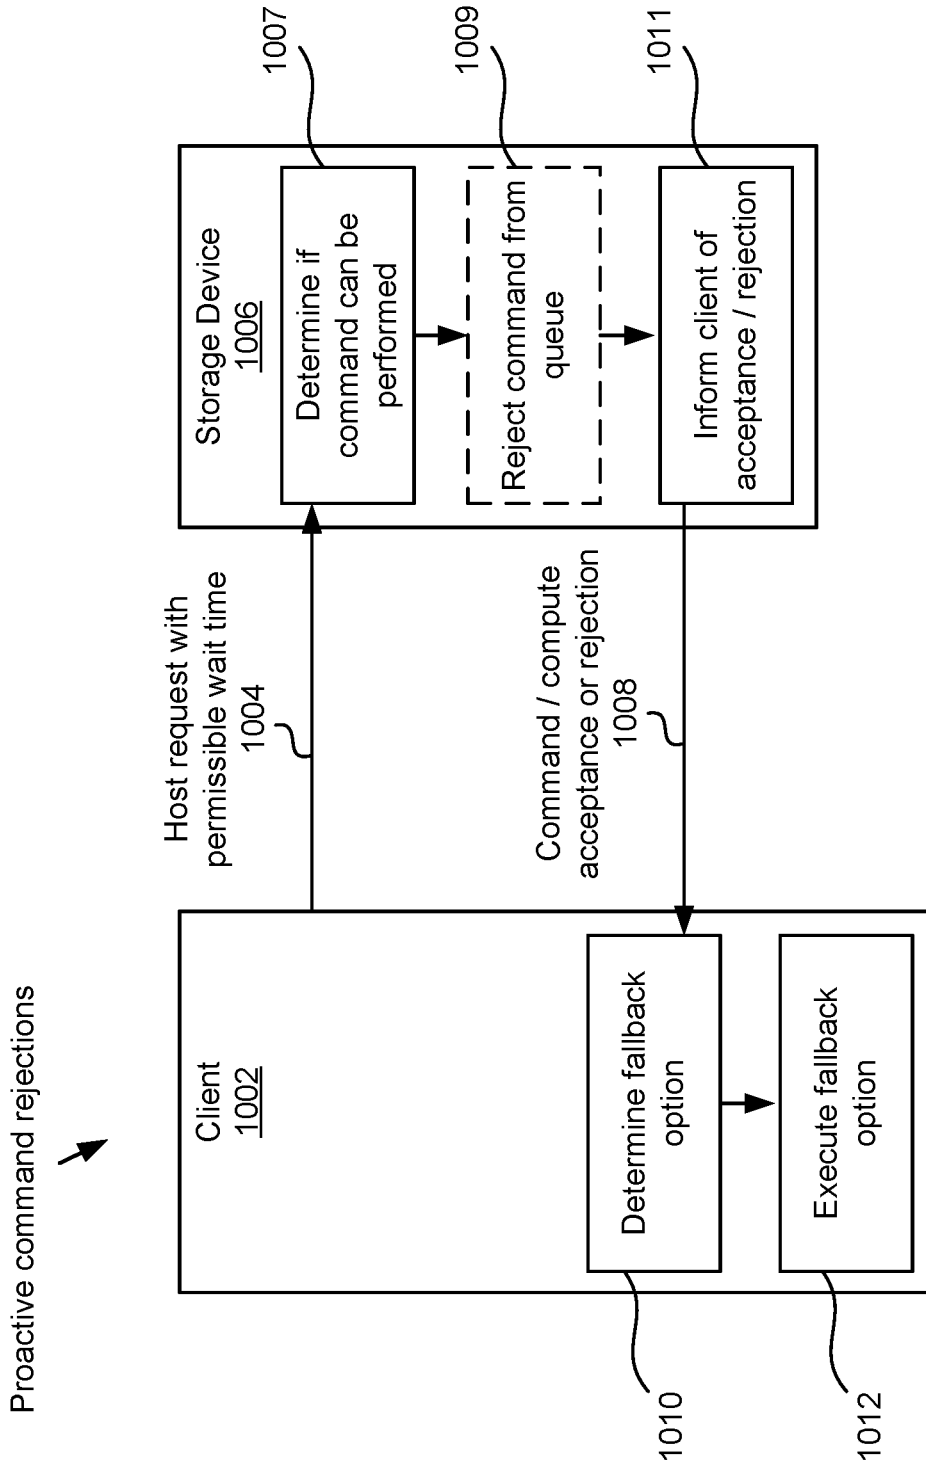 Proactive command rejections
Client
1002
Host request with
permissible wait time
1004
Storage Device
1006
Determine if
command can be
performed
1007
Reject command from
queue
1009
Inform client of
acceptance / rejection
1011
Command / compute
acceptance or rejection
1008
Determine fallback
option
1010
Execute fallback
option
1012